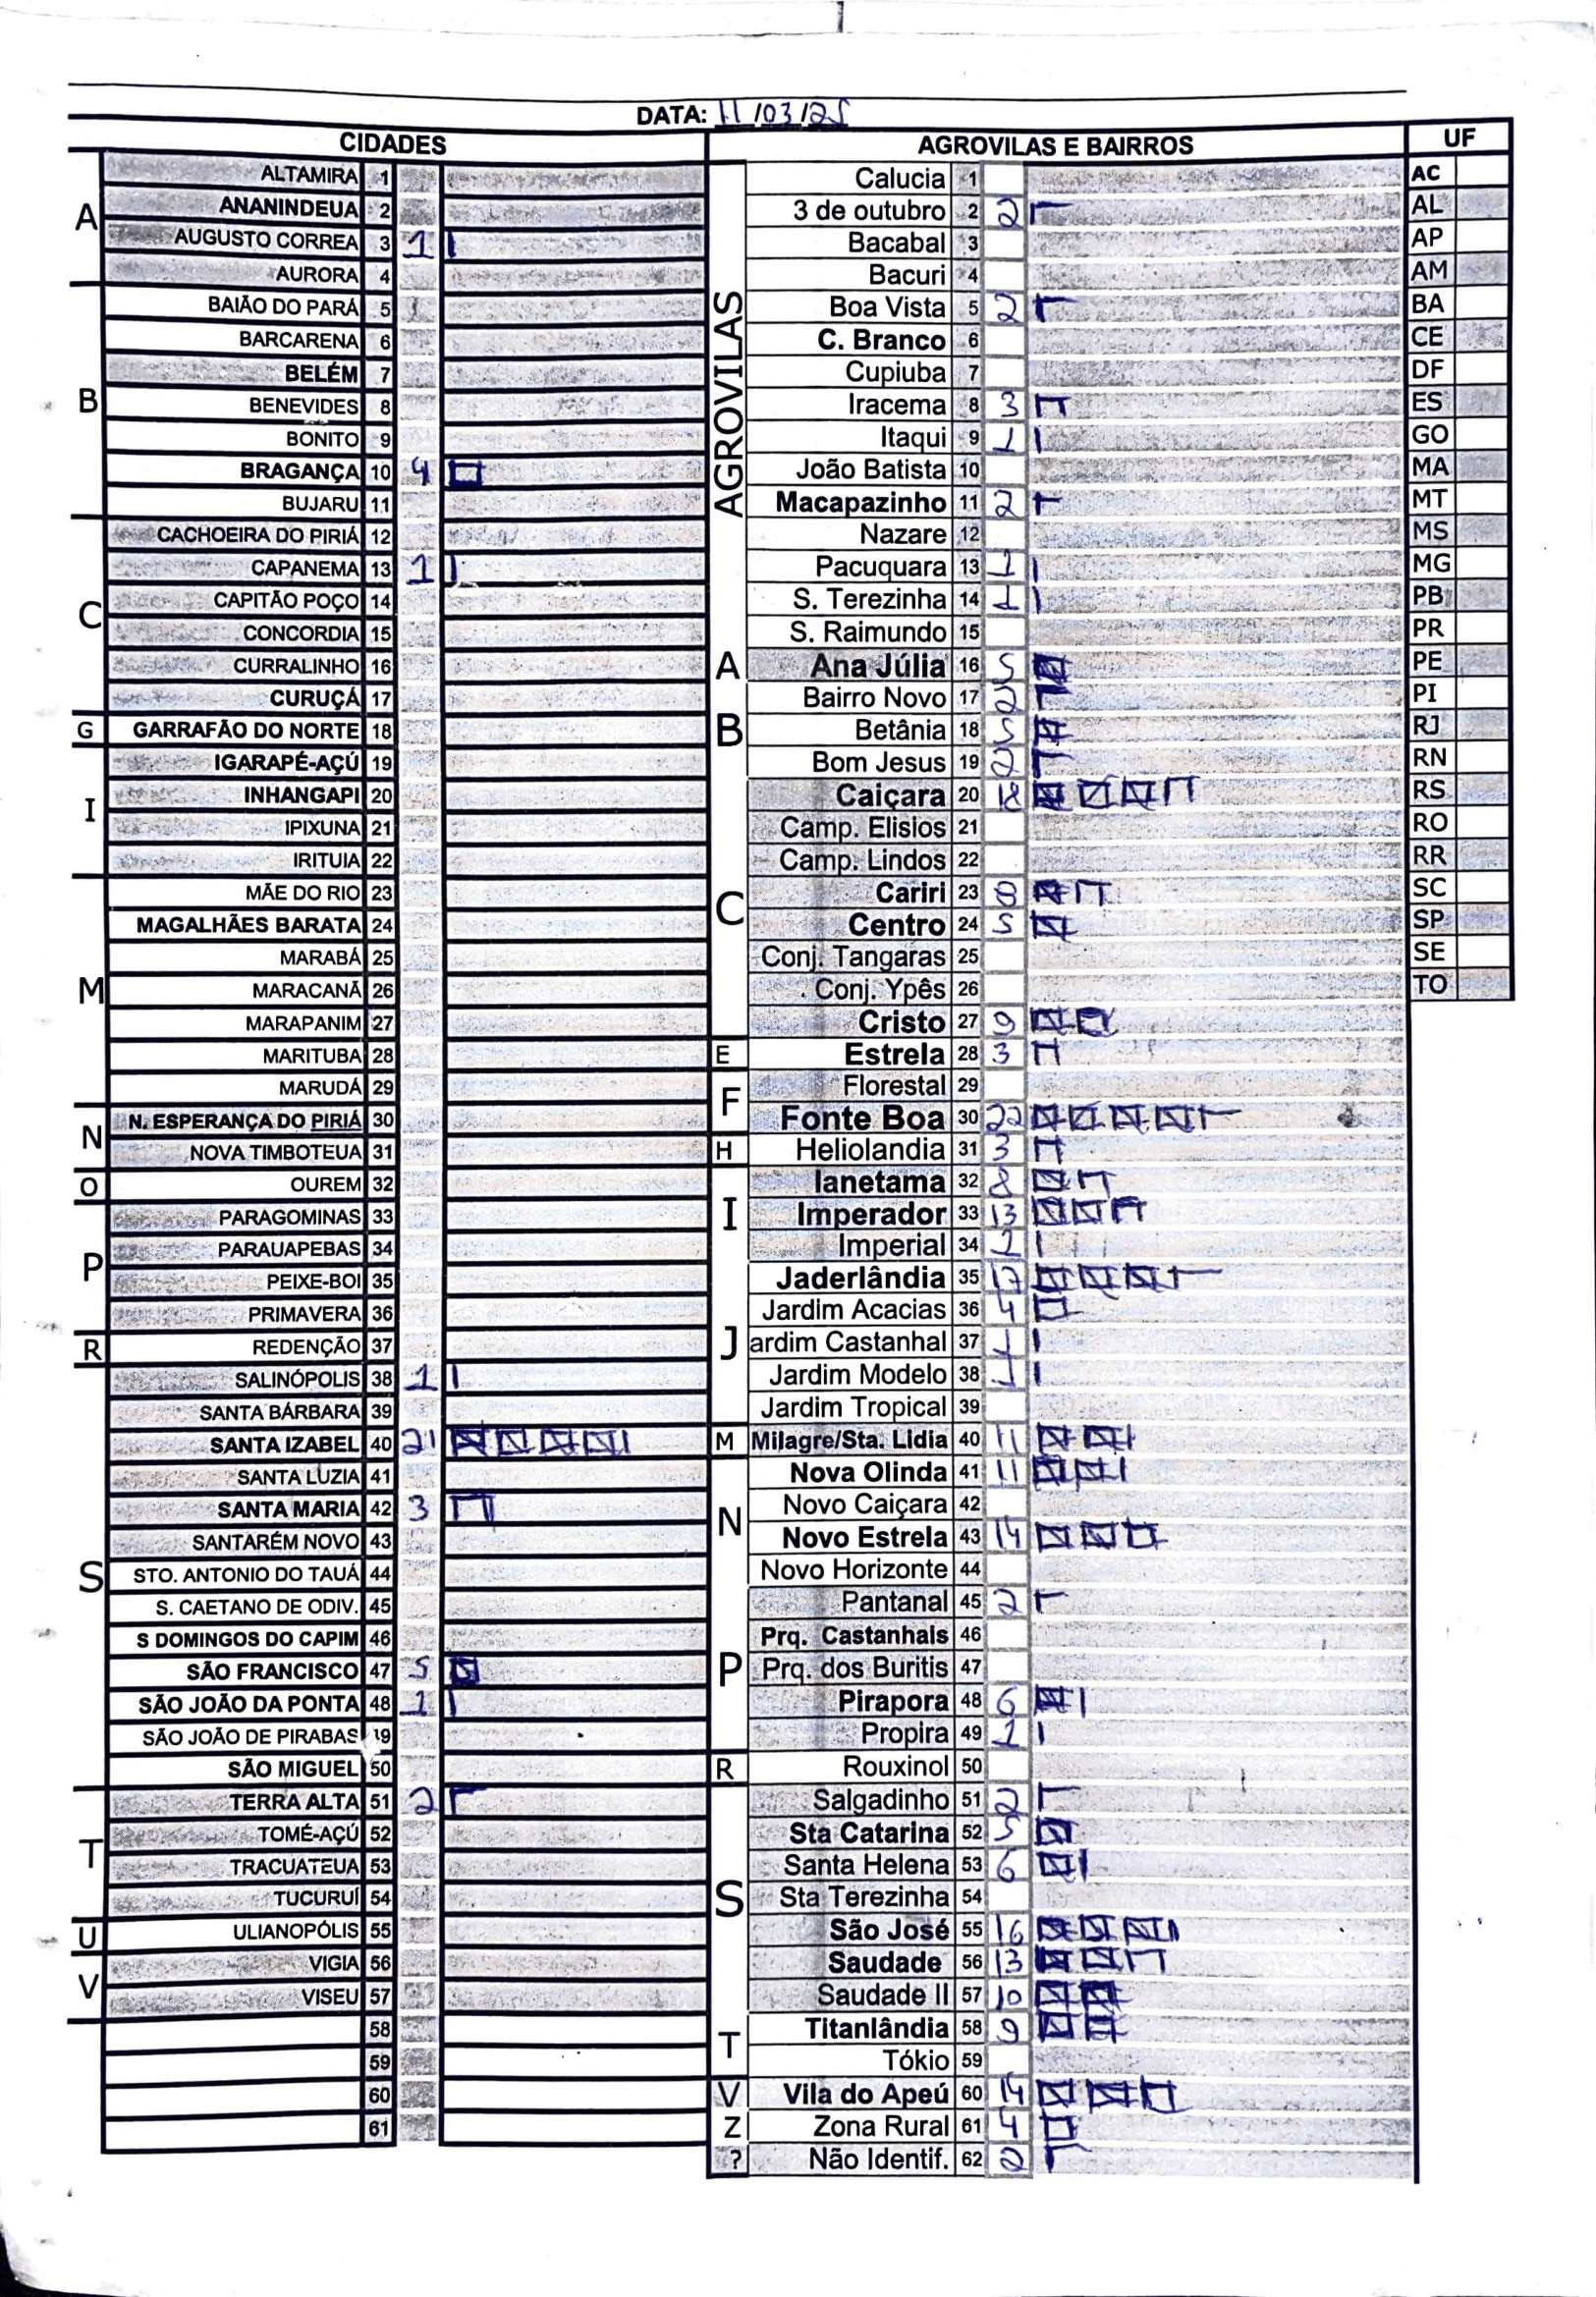 DATA: 11/03/25
CIDADES
A
ALTAMIRA 1
ANANINDEUA 2
AUGUSTO CORREA 3 1
AURORA 4
B
BAIÃO DO PARÁ 5
BARCARENA 6
BELÉM 7
BENEVIDES 8
BONITO 9
BRAGANÇA 10 4
BUJARU 11
C
CACHOEIRA DO PIRIÁ 12
CAPANEMA 13 1
CAPITÃO POÇO 14
CONCORDIA 15
CURRALINHO 16
CURUÇÁ 17
G
GARRAFÃO DO NORTE 18
I
IGARAPÉ-AÇÚ 19
INHANGAPI 20
IPIXUNA 21
IRITUIA 22
M
MÃE DO RIO 23
MAGALHÃES BARATA 24
MARABÁ 25
MARACANÃ 26
MARAPANIM 27
MARITUBA 28
MARUDÁ 29
N
N. ESPERANÇA DO PIRIÁ 30
NOVA TIMBOTEUA 31
O
OUREM 32
P
PARAGOMINAS 33
PARAUAPEBAS 34
PEIXE-BOI 35
PRIMAVERA 36
R
REDENÇÃO 37
S
SALINÓPOLIS 38 1
SANTA BÁRBARA 39
SANTA IZABEL 40 21
SANTA LUZIA 41
SANTA MARIA 42 3
SANTARÉM NOVO 43
STO. ANTONIO DO TAUÁ 44
S. CAETANO DE ODIV. 45
S DOMINGOS DO CAPIM 46
SÃO FRANCISCO 47 5
SÃO JOÃO DA PONTA 48 1
SÃO JOÃO DE PIRABAS 49
SÃO MIGUEL 50
T
TERRA ALTA 51 2
TOMÉ-AÇÚ 52
TRACUATEUA 53
TUCURUÍ 54
U
ULIANOPÓLIS 55
V
VIGIA 56
VISEU 57
58
59
60
61
AGROVILAS E BAIRROS
AGROVILAS
Calucia 1
3 de outubro 2 2
Bacabal 3
Bacuri 4
Boa Vista 5 2
C. Branco 6
Cupiuba 7
Iracema 8 3
Itaqui 9 1
João Batista 10
Macapazinho 11 2
Nazare 12
Pacuquara 13 1
S. Terezinha 14 1
S. Raimundo 15
A
Ana Júlia 16 5
B
Bairro Novo 17 2
Betânia 18 5
Bom Jesus 19 2
C
Caiçara 20 18
Camp. Elisios 21
Camp. Lindos 22
Cariri 23 8
Centro 24 5
Conj. Tangaras 25
Conj. Ypês 26
Cristo 27 9
E
Estrela 28 3
F
Florestal 29
Fonte Boa 30 22
H
Heliolandia 31 3
I
Ianetama 32 8
Imperador 33 13
Imperial 34 1
J
Jaderlândia 35 17
Jardim Acacias 36 4
ardim Castanhal 37 1
Jardim Modelo 38 1
Jardim Tropical 39
M
Milagre/Sta. Lidia 40 11
N
Nova Olinda 41 11
Novo Caiçara 42
Novo Estrela 43 14
Novo Horizonte 44
P
Pantanal 45 2
Prq. Castanhais 46
Prq. dos Buritis 47
Pirapora 48 6
Propira 49 1
R
Rouxinol 50
S
Salgadinho 51 2
Sta Catarina 52 5
Santa Helena 53 6
Sta Terezinha 54
São José 55 16
Saudade 56 13
Saudade II 57 10
T
Titanlândia 58 9
Tókio 59
V
Vila do Apeú 60 14
Z
Zona Rural 61 4
?
Não Identif. 62 2
UF
AC
AL
AP
AM
BA
CE
DF
ES
GO
MA
MT
MS
MG
PB
PR
PE
PI
RJ
RN
RS
RO
RR
SC
SP
SE
TO